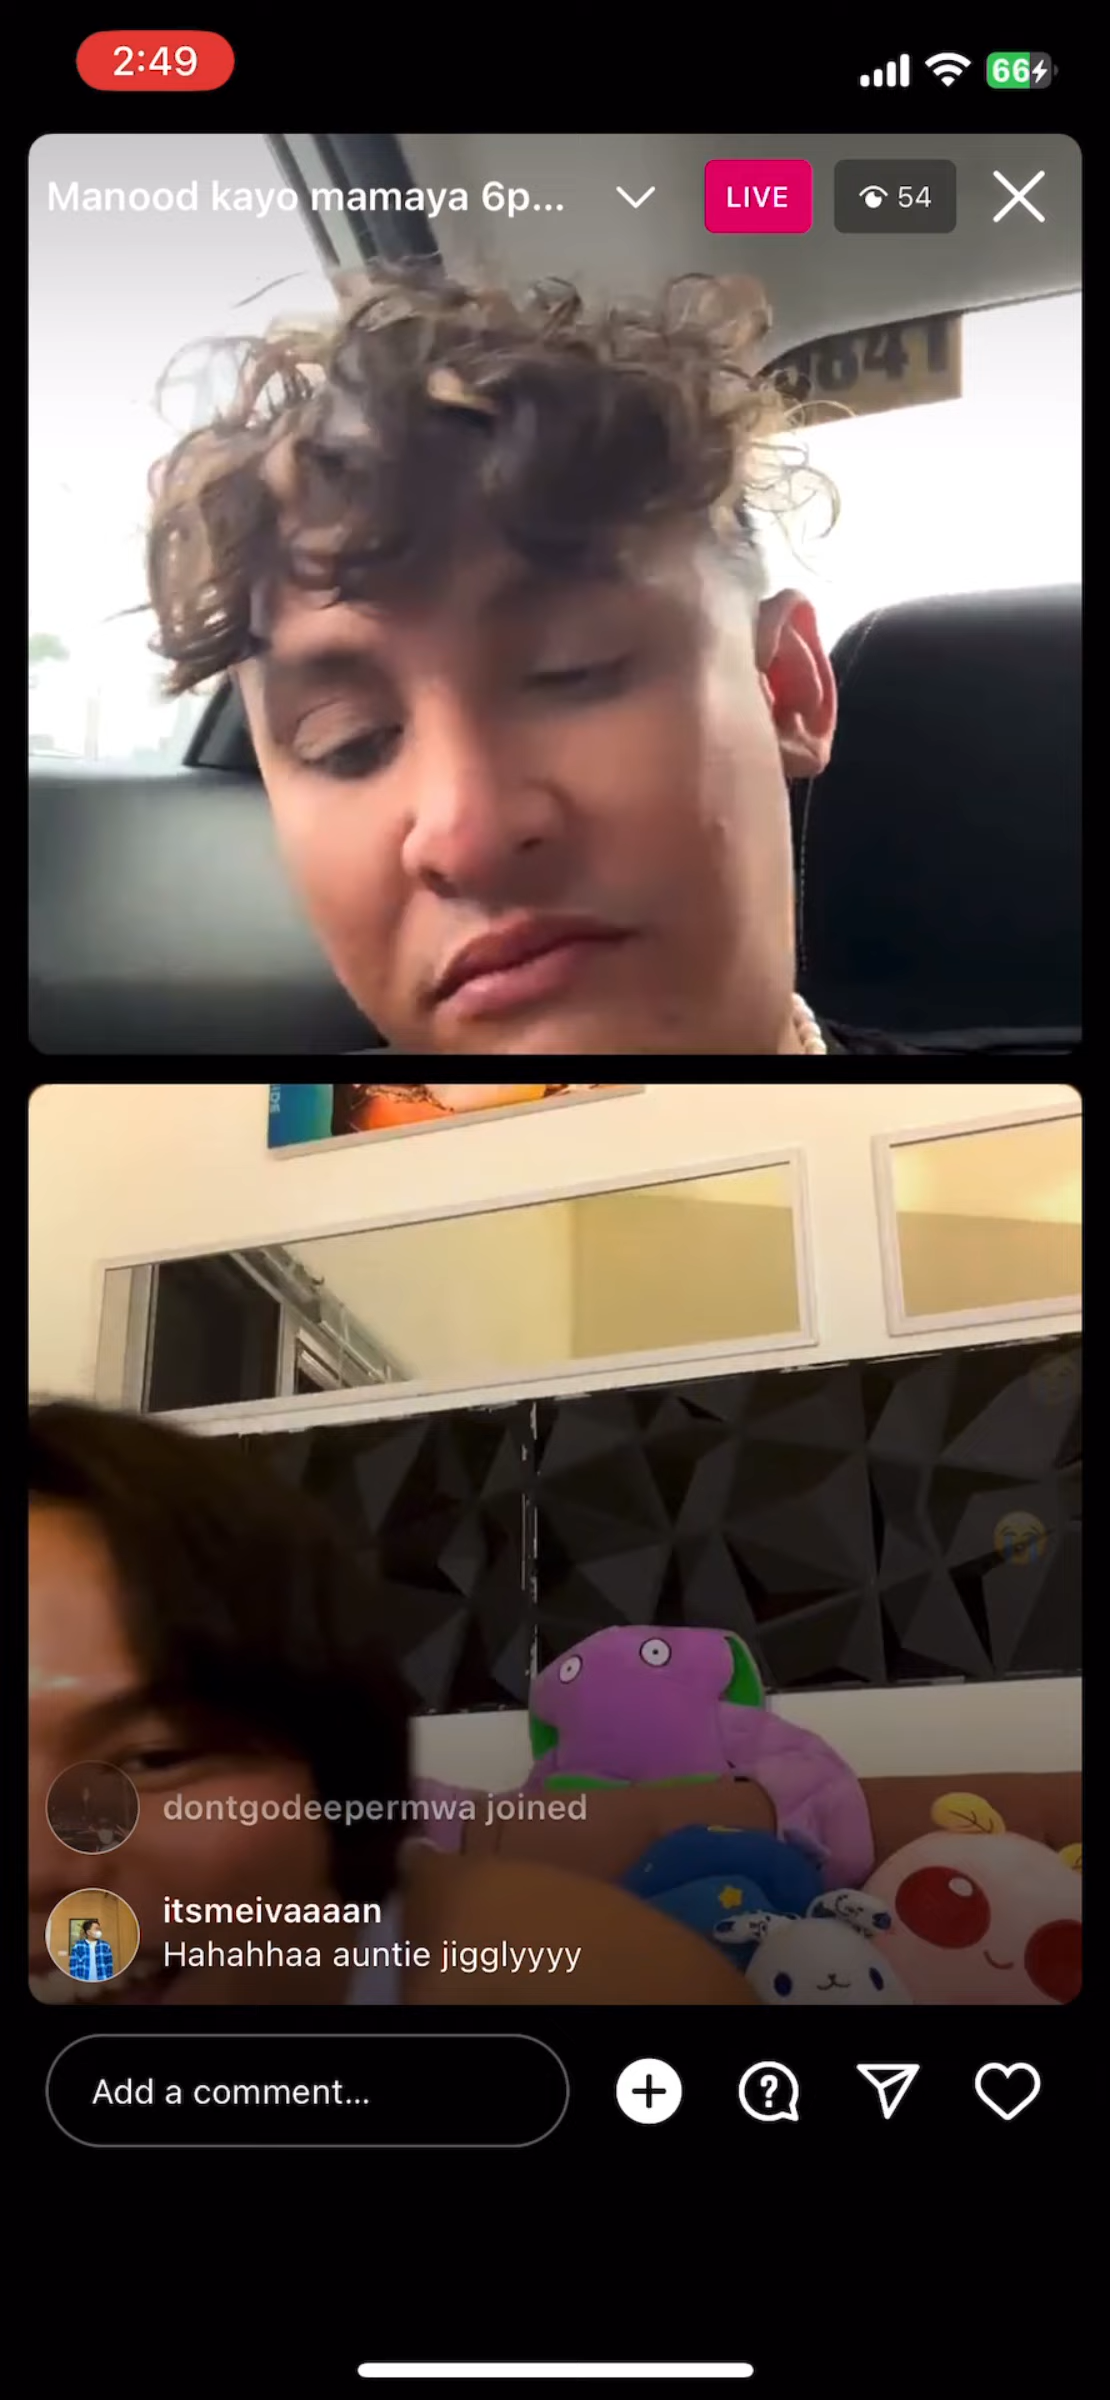 2:49
66
Manood kayo mamaya 6p...
LIVE
54
dontgodeepermwa joined
itsmeivaaaan
Hahahhaa auntie jigglyyyy
Add a comment...